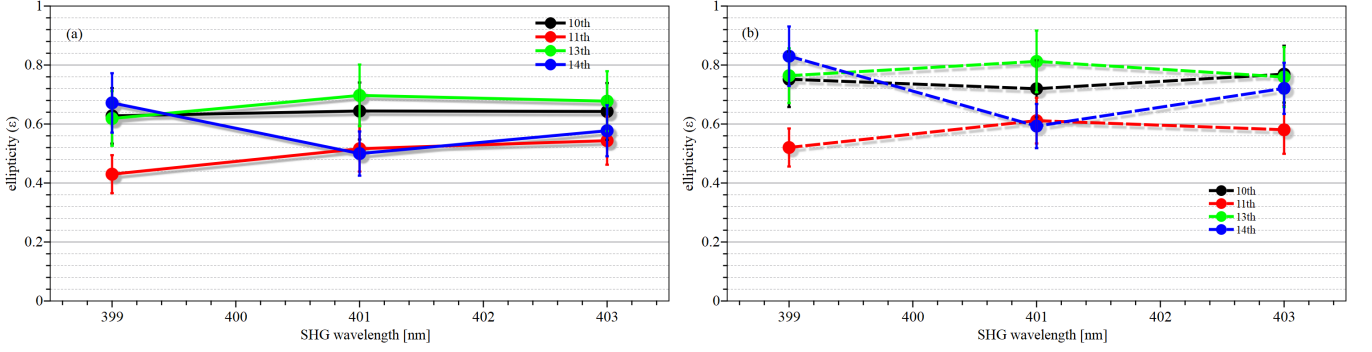 (a)
10th
11th
13th
14th
1
0.8
0.6
0.4
0.2
0
ellipticity (ε)
399 400 401 402 403
SHG wavelength [nm]
(b)
1
0.8
0.6
0.4
0.2
0
ellipticity (ε)
10th
11th
13th
14th
399 400 401 402 403
SHG wavelength [nm]